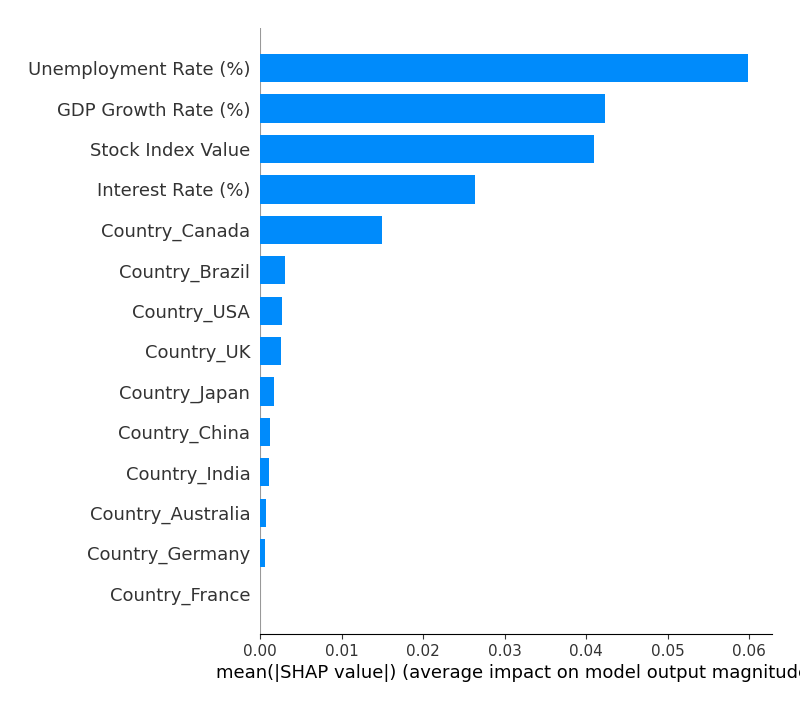 Unemployment Rate (%)
GDP Growth Rate (%)
Stock Index Value
Interest Rate (%)
Country_Canada
Country_Brazil
Country_USA
Country_UK
Country_Japan
Country_China
Country_India
Country_Australia
Country_Germany
Country_France
0.00 0.01 0.02 0.03 0.04 0.05 0.06
mean(|SHAP value|) (average impact on model output magnitude